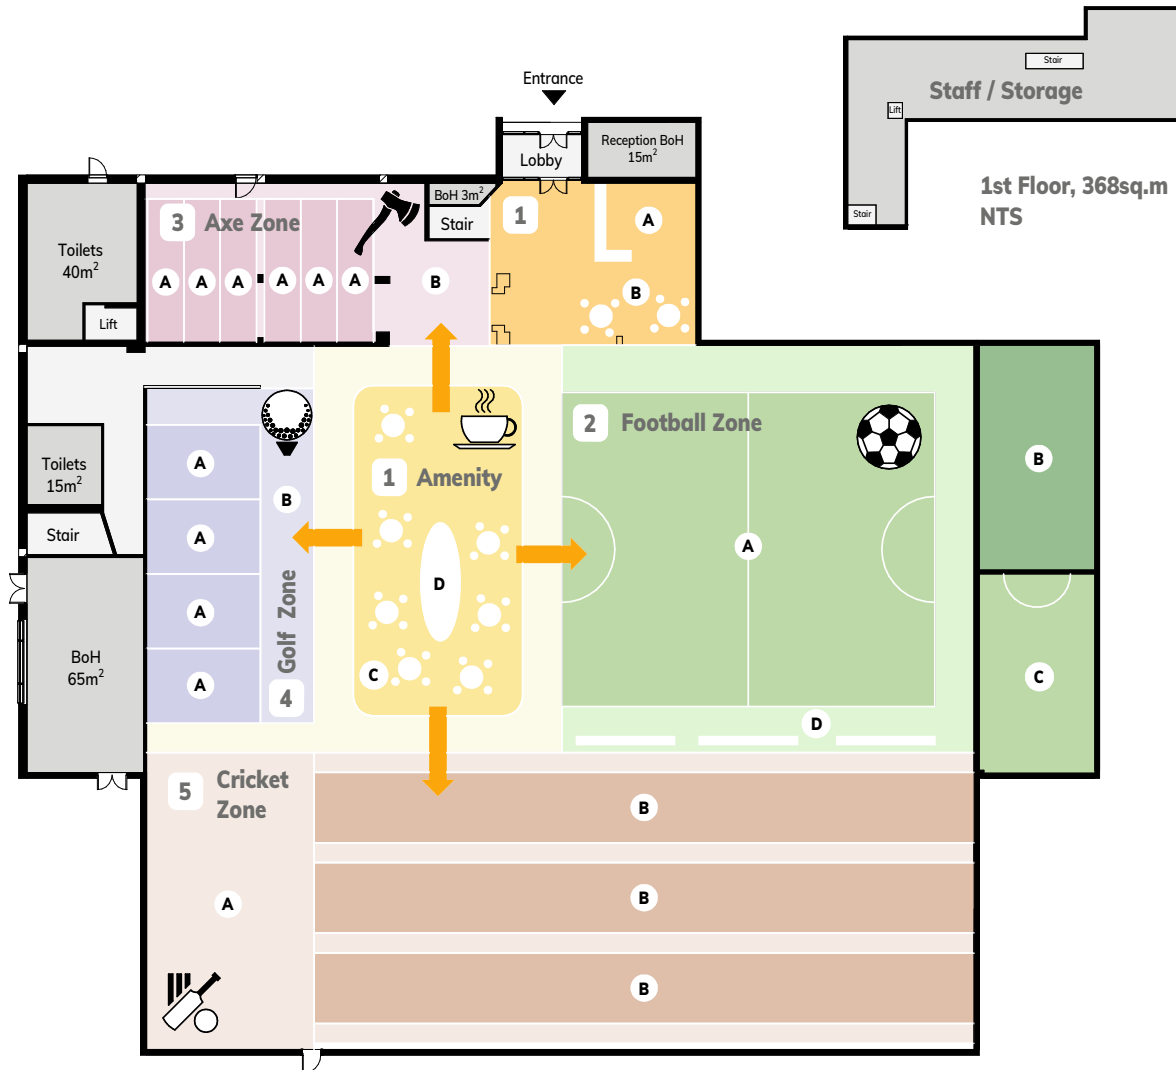 Entrance
Lobby
Reception BoH
15m²
Stair
Lift
Staff / Storage
Stair
1st Floor, 368sq.m
NTS
Toilets
40m²
Lift
3 Axe Zone
A A A A A A
B
BoH 3m²
Stair
1
A
B
Toilets
15m²
Stair
BoH
65m²
A
A
A
A
B
4 Golf Zone
1 Amenity
D
C
2 Football Zone
A
D
B
C
5 Cricket
Zone
A
B
B
B